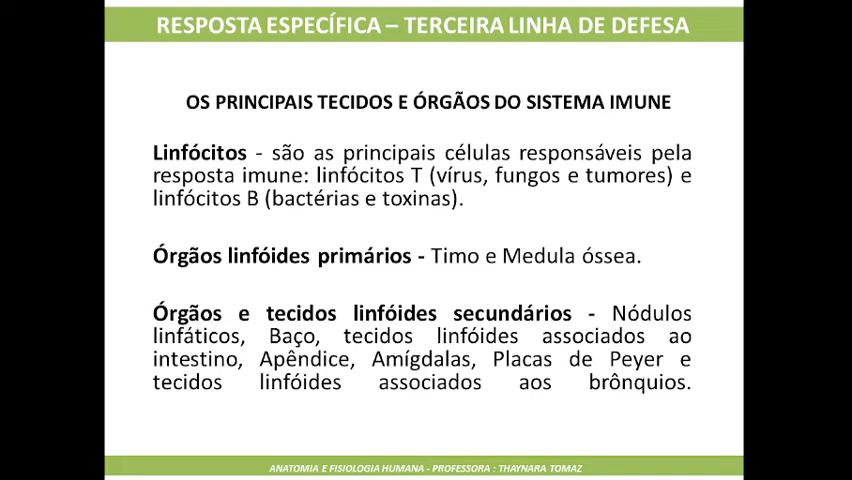 RESPOSTA ESPECÍFICA – TERCEIRA LINHA DE DEFESA
OS PRINCIPAIS TECIDOS E ÓRGÃOS DO SISTEMA IMUNE
Linfócitos - são as principais células responsáveis pela
resposta imune: linfócitos T (vírus, fungos e tumores) e
linfócitos B (bactérias e toxinas).
Órgãos linfóides primários - Timo e Medula óssea.
Órgãos e tecidos linfóides secundários - Nódulos
linfáticos, Baço, tecidos linfóides associados ao
intestino, Apêndice, Amígdalas, Placas de Peyer e
tecidos linfóides associados aos brônquios.
ANATOMIA E FISIOLOGIA HUMANA - PROFESSORA : THAYNARA TOMAZ